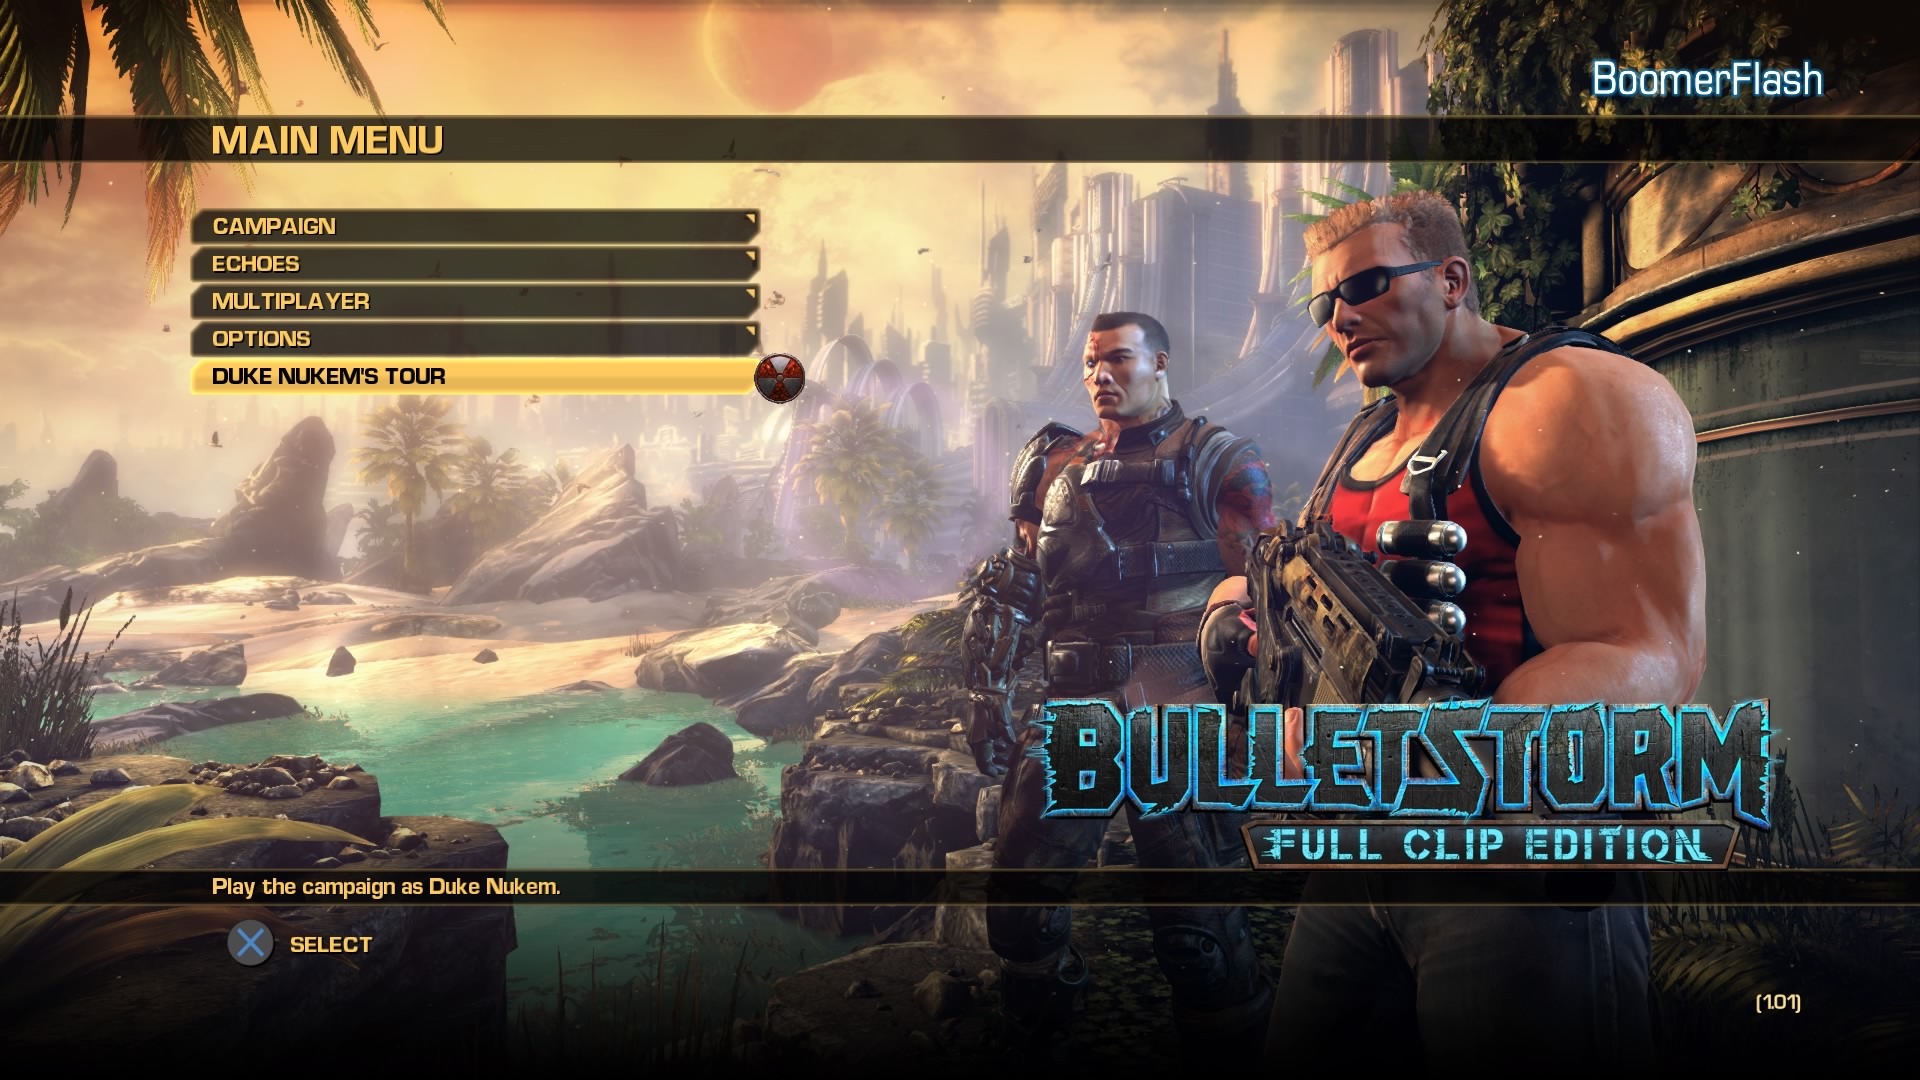 BoomerFlash
MAIN MENU
CAMPAIGN
ECHOES
MULTIPLAYER
OPTIONS
DUKE NUKEM'S TOUR
BULLETSTORM
FULL CLIP EDITION
Play the campaign as Duke Nukem.
SELECT
(1.01)